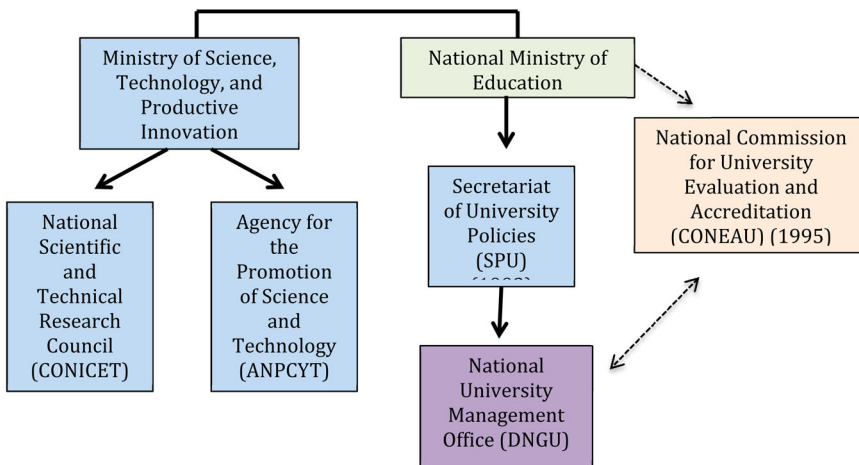 Ministry of Science,
Technology, and
Productive
Innovation
National Ministry of
Education
National Commission
for University
Evaluation and
Accreditation
(CONEAU) (1995)
National
Scientific
and
Technical
Research
Council
(CONICET)
Agency for
the
Promotion
of Science
and
Technology
(ANPCYT)
Secretariat
of University
Policies
(SPU)
National
University
Management
Office (DNGU)